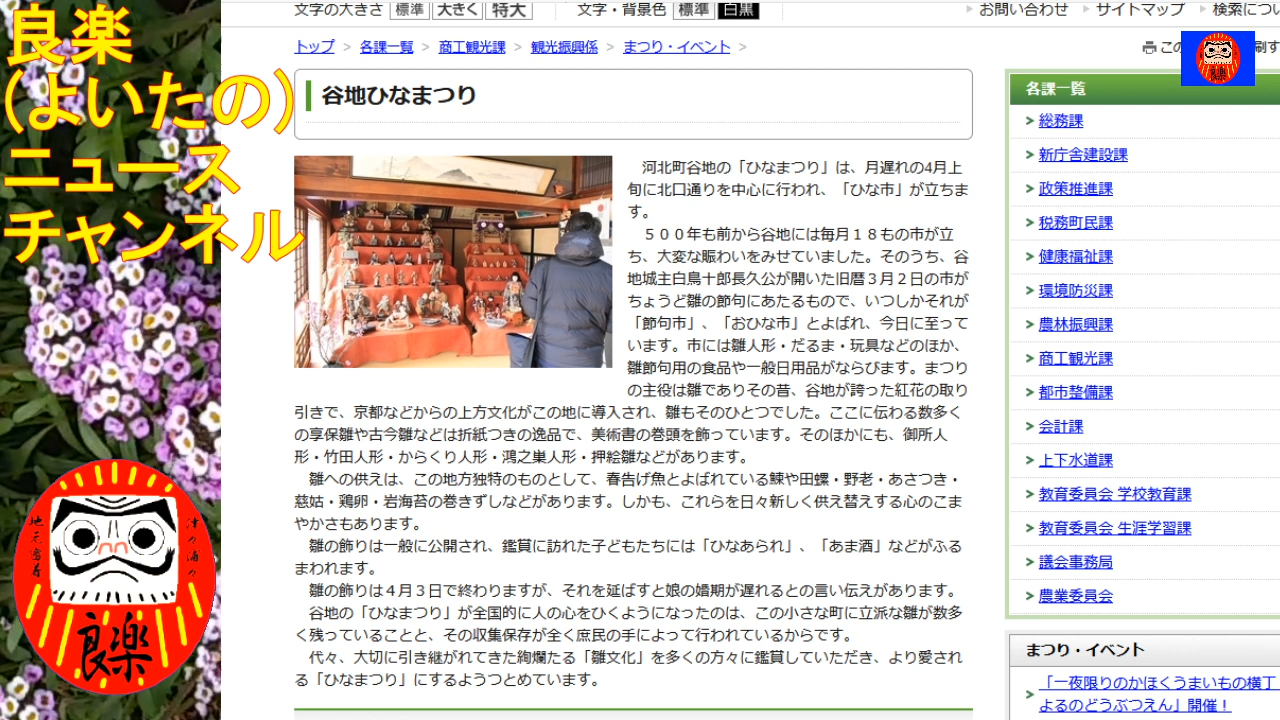 良楽
(よいたの)
ニュース
チャンネル
地元密着
津々浦々
良楽
文字の大きさ 標準 大きく 特大 文字・背景色 標準 白黒 お問い合わせ サイトマップ 検索につい
トップ > 各課一覧 > 商工観光課 > 観光振興係 > まつり・イベント >
谷地ひなまつり
河北町谷地の「ひなまつり」は、月遅れの4月上
旬に北口通りを中心に行われ、「ひな市」が立ちま
す。
５００年も前から谷地には毎月１８もの市が立
ち、大変な賑わいをみせていました。そのうち、谷
地城主白鳥十郎長久公が開いた旧暦３月２日の市が
ちょうど雛の節句にあたるもので、いつしかそれが
「節句市」、「おひな市」とよばれ、今日に至って
います。市には雛人形・だるま・玩具などのほか、
雛節句用の食品や一般日用品がならびます。まつり
の主役は雛でありその昔、谷地が誇った紅花の取り
引きで、京都などからの上方文化がこの地に導入され、雛もそのひとつでした。ここに伝わる数多く
の享保雛や古今雛などは折紙つきの逸品で、美術書の巻頭を飾っています。そのほかにも、御所人
形・竹田人形・からくり人形・鴻之巣人形・押絵雛などがあります。
雛への供えは、この地方独特のものとして、春告げ魚とよばれている鰊や田螺・野老・あさつき・
慈姑・鶏卵・岩海苔の巻きずしなどがあります。しかも、これらを日々新しく供え替えする心のこま
やかさもあります。
雛の飾りは一般に公開され、鑑賞に訪れた子どもたちには「ひなあられ」、「あま酒」などがふる
まわれます。
雛の飾りは４月３日で終わりますが、それを延ばすと娘の婚期が遅れるとの言い伝えがあります。
谷地の「ひなまつり」が全国的に人の心をひくようになったのは、この小さな町に立派な雛が数多
く残っていることと、その収集保存が全く庶民の手によって行われているからです。
代々、大切に引き継がれてきた絢爛たる「雛文化」を多くの方々に鑑賞していただき、より愛され
る「ひなまつり」にするようつとめています。
この
刷す
良楽
各課一覧
総務課
新庁舎建設課
政策推進課
税務町民課
健康福祉課
環境防災課
農林振興課
商工観光課
都市整備課
会計課
上下水道課
教育委員会 学校教育課
教育委員会 生涯学習課
議会事務局
農業委員会
まつり・イベント
「一夜限りのかほくうまいもの横丁
よるのどうぶつえん」開催！